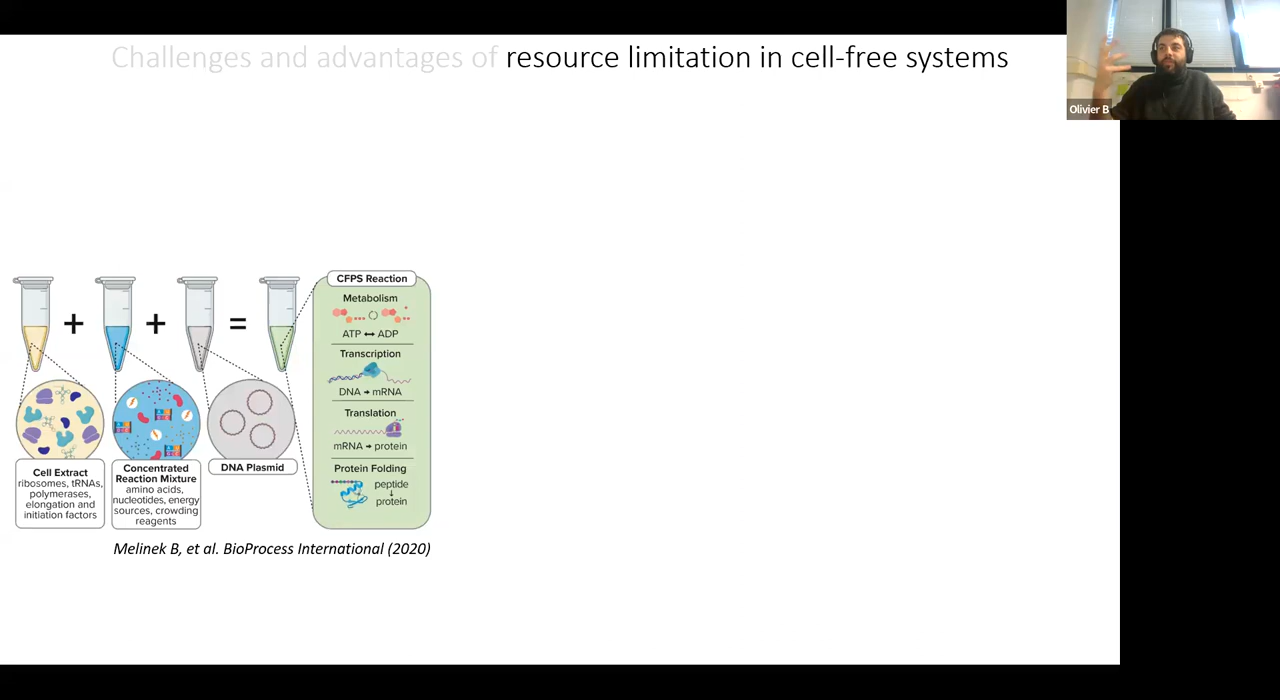 Challenges and advantages of resource limitation in cell-free systems
Olivier B
+ + =
CFPS Reaction
Metabolism
ATP ↔ ADP
Transcription
DNA → mRNA
Translation
mRNA → protein
Protein Folding
peptide
↓
protein
Cell Extract
ribosomes, tRNAs,
polymerases,
elongation and
initiation factors
Concentrated
Reaction Mixture
amino acids,
nucleotides, energy
sources, crowding
reagents
DNA Plasmid
Melinek B, et al. BioProcess International (2020)